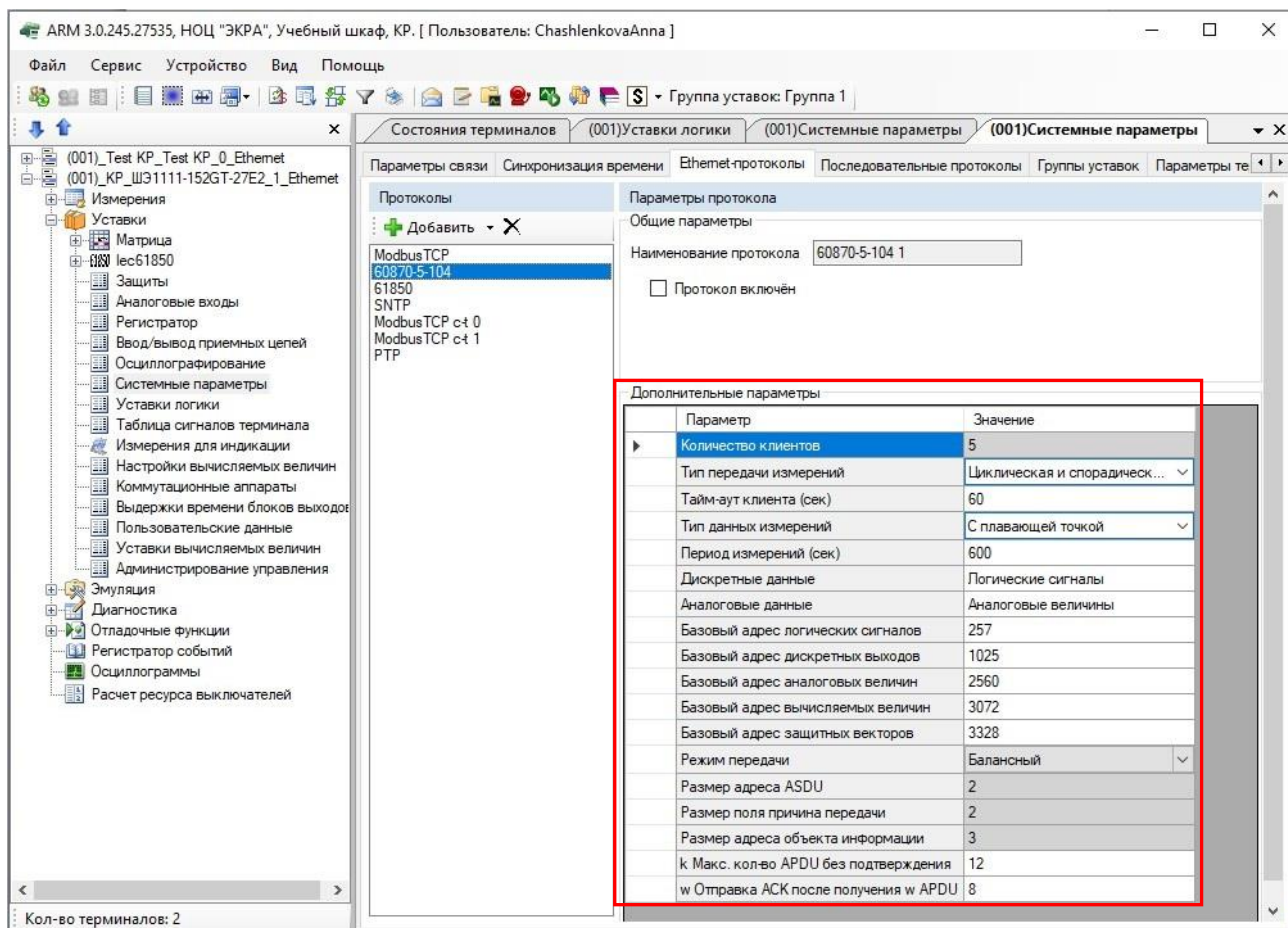 ARM 3.0.245.27535, НОЦ "ЭКРА", Учебный шкаф, КР. [ Пользователь: ChashlenkovaAnna ]
Файл Сервис Устройство Вид Помощь
S Группа уставок: Группа 1
Состояния терминалов (001)Уставки логики (001)Системные параметры (001)Системные параметры
(001)_Test KP_Test KP_0_Ethernet
(001)_KP_ШЭ1111-152GT-27E2_1_Ethernet
Измерения
Уставки
Матрица
Iec61850
Защиты
Аналоговые входы
Регистратор
Ввод/вывод приемных цепей
Осциллографирование
Системные параметры
Уставки логики
Таблица сигналов терминала
Измерения для индикации
Настройки вычисляемых величин
Коммутационные аппараты
Выдержки времени блоков выходов
Пользовательские данные
Уставки вычисляемых величин
Администрирование управления
Эмуляция
Диагностика
Отладочные функции
Регистратор событий
Осциллограммы
Расчет ресурса выключателей
Кол-во терминалов: 2
Параметры связи Синхронизация времени Ethernet-протоколы Последовательные протоколы Группы уставок Параметры те
Протоколы
Добавить
ModbusTCP
60870-5-104
61850
SNTP
ModbusTCP c-t 0
ModbusTCP c-t 1
PTP
Параметры протокола
Общие параметры
Наименование протокола 60870-5-104 1
Протокол включён
Дополнительные параметры
Параметр Значение
Количество клиентов 5
Тип передачи измерений Циклическая и спорадическ...
Тайм-аут клиента (сек) 60
Тип данных измерений С плавающей точкой
Период измерений (сек) 600
Дискретные данные Логические сигналы
Аналоговые данные Аналоговые величины
Базовый адрес логических сигналов 257
Базовый адрес дискретных выходов 1025
Базовый адрес аналоговых величин 2560
Базовый адрес вычисляемых величин 3072
Базовый адрес защитных векторов 3328
Режим передачи Балансный
Размер адреса ASDU 2
Размер поля причина передачи 2
Размер адреса объекта информации 3
k Макс. кол-во APDU без подтверждения 12
w Отправка АСК после получения w APDU 8